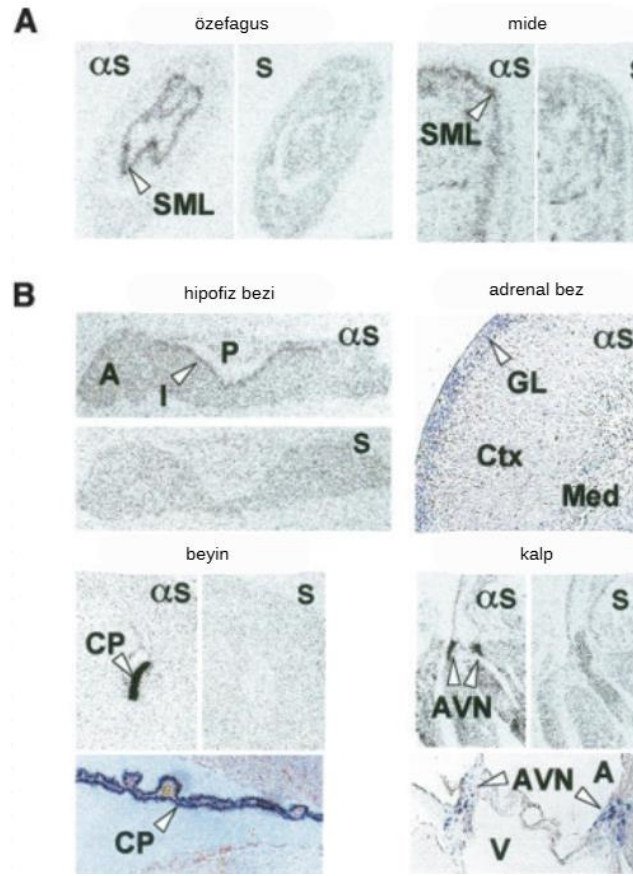 A
özefagus
mide
αS
S
αS
S
SML
SML
B
hipofiz bezi
adrenal bez
A
I
P
αS
αS
GL
S
Ctx
Med
beyin
kalp
αS
S
αS
S
CP
AVN
CP
AVN
A
V